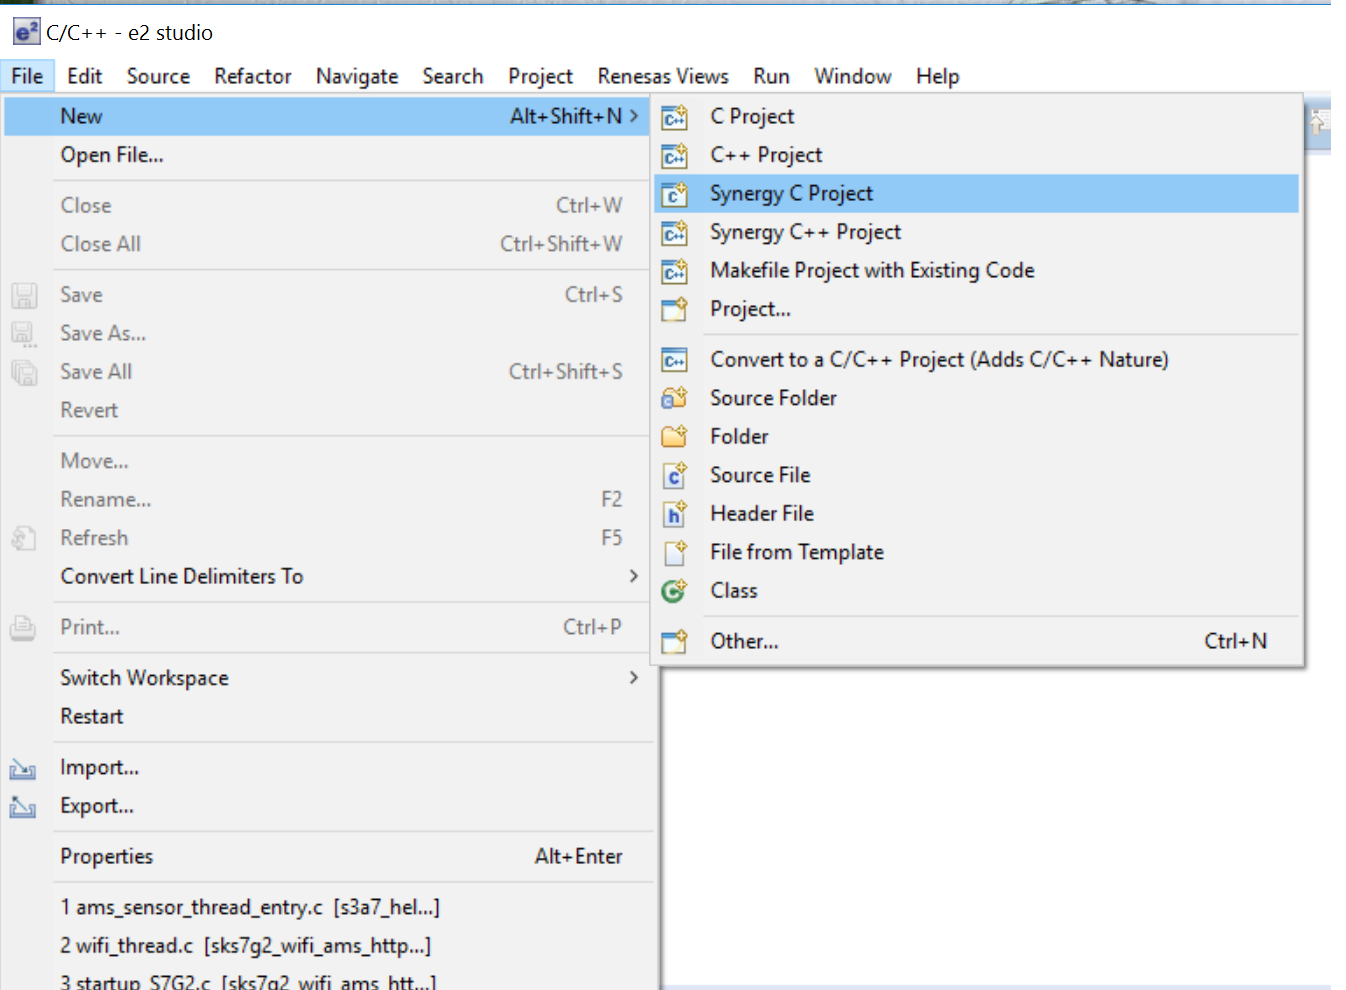 C/C++ - e2 studio
File Edit Source Refactor Navigate Search Project Renesas Views Run Window Help
New Alt+Shift+N >
Open File...
Close Ctrl+W
Close All Ctrl+Shift+W
Save Ctrl+S
Save As...
Save All Ctrl+Shift+S
Revert
Move...
Rename... F2
Refresh F5
Convert Line Delimiters To >
Print... Ctrl+P
Switch Workspace >
Restart
Import...
Export...
Properties Alt+Enter
1 ams_sensor_thread_entry.c [s3a7_hel...]
2 wifi_thread.c [sks7g2_wifi_ams_http...]
3 startup_S7G2.c [sks7g2_wifi_ams_htt...]
C Project
C++ Project
Synergy C Project
Synergy C++ Project
Makefile Project with Existing Code
Project...
Convert to a C/C++ Project (Adds C/C++ Nature)
Source Folder
Folder
Source File
Header File
File from Template
Class
Other... Ctrl+N